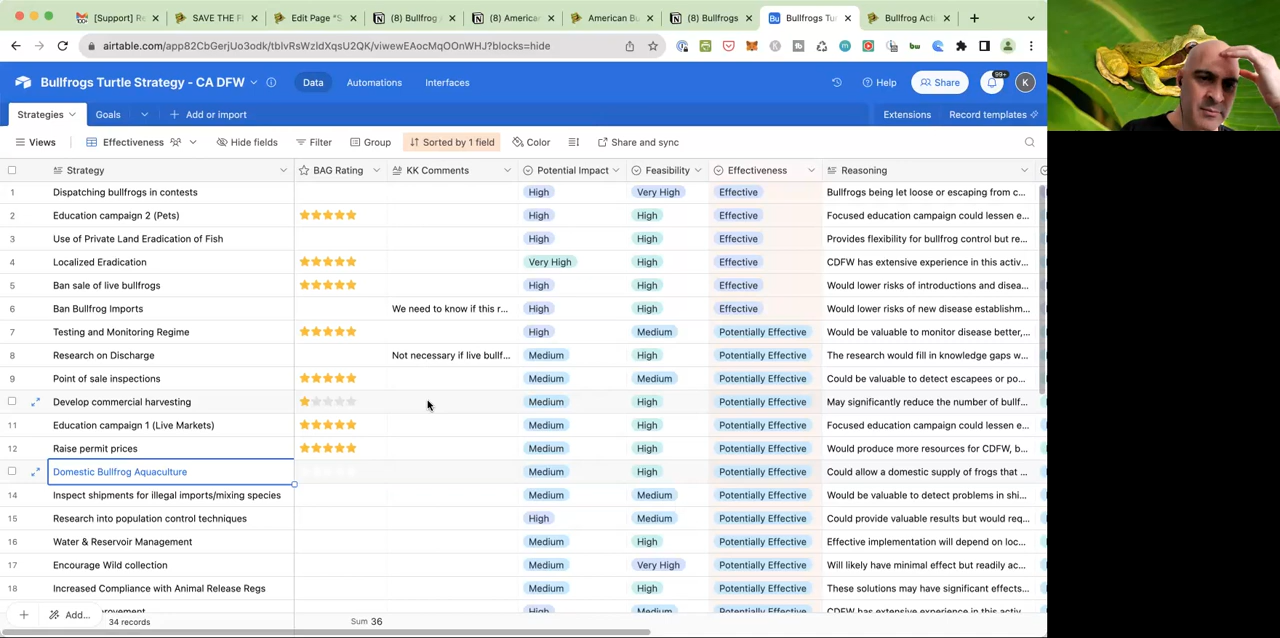 [Support] R
SAVE THE F
Edit Page "S
(8) Bullfrog
(8) American
American Bu
(8) Bullfrogs
Bu Bullfrogs Tu
Bullfrog Act
airtable.com/app82CbGerjUo3odk/tblvRsWzIdXqsU2QK/viwewEAocMqOOnWHJ?blocks=hide
Bullfrogs Turtle Strategy - CA DFW
Data
Automations
Interfaces
Help
Share
99+
K
Strategies
Goals
Add or import
Extensions
Record templates
Views
Effectiveness
Hide fields
Filter
Group
Sorted by 1 field
Color
Share and sync
Strategy BAG Rating KK Comments Potential Impact Feasibility Effectiveness Reasoning
1 Dispatching bullfrogs in contests High Very High Effective Bullfrogs being let loose or escaping from c...
2 Education campaign 2 (Pets) High High Effective Focused education campaign could lessen e...
3 Use of Private Land Eradication of Fish High High Effective Provides flexibility for bullfrog control but re...
4 Localized Eradication Very High High Effective CDFW has extensive experience in this activ...
5 Ban sale of live bullfrogs High High Effective Would lower risks of introductions and disea...
6 Ban Bullfrog Imports We need to know if this r... High High Effective Would lower risks of new disease establishm...
7 Testing and Monitoring Regime High Medium Potentially Effective Would be valuable to monitor disease better,...
8 Research on Discharge Not necessary if live bullf... Medium High Potentially Effective The research would fill in knowledge gaps w...
9 Point of sale inspections Medium Medium Potentially Effective Could be valuable to detect escapees or po...
Develop commercial harvesting Medium High Potentially Effective May significantly reduce the number of bullf...
11 Education campaign 1 (Live Markets) Medium High Potentially Effective Focused education campaign could lessen e...
12 Raise permit prices Medium High Potentially Effective Would produce more resources for CDFW, b...
Domestic Bullfrog Aquaculture Medium High Potentially Effective Could allow a domestic supply of frogs that ...
14 Inspect shipments for illegal imports/mixing species Medium Medium Potentially Effective Would be valuable to detect problems in shi...
15 Research into population control techniques High Medium Potentially Effective Could provide valuable results but would req...
16 Water & Reservoir Management Medium High Potentially Effective Effective implementation will depend on loc...
17 Encourage Wild collection Medium Very High Potentially Effective Will likely have minimal effect but readily ac...
18 Increased Compliance with Animal Release Regs Medium High Potentially Effective These solutions may have significant effects...
High Medium Potentially Effective CDFW has extensive experience in this activ...
Add...
34 records
Sum 36